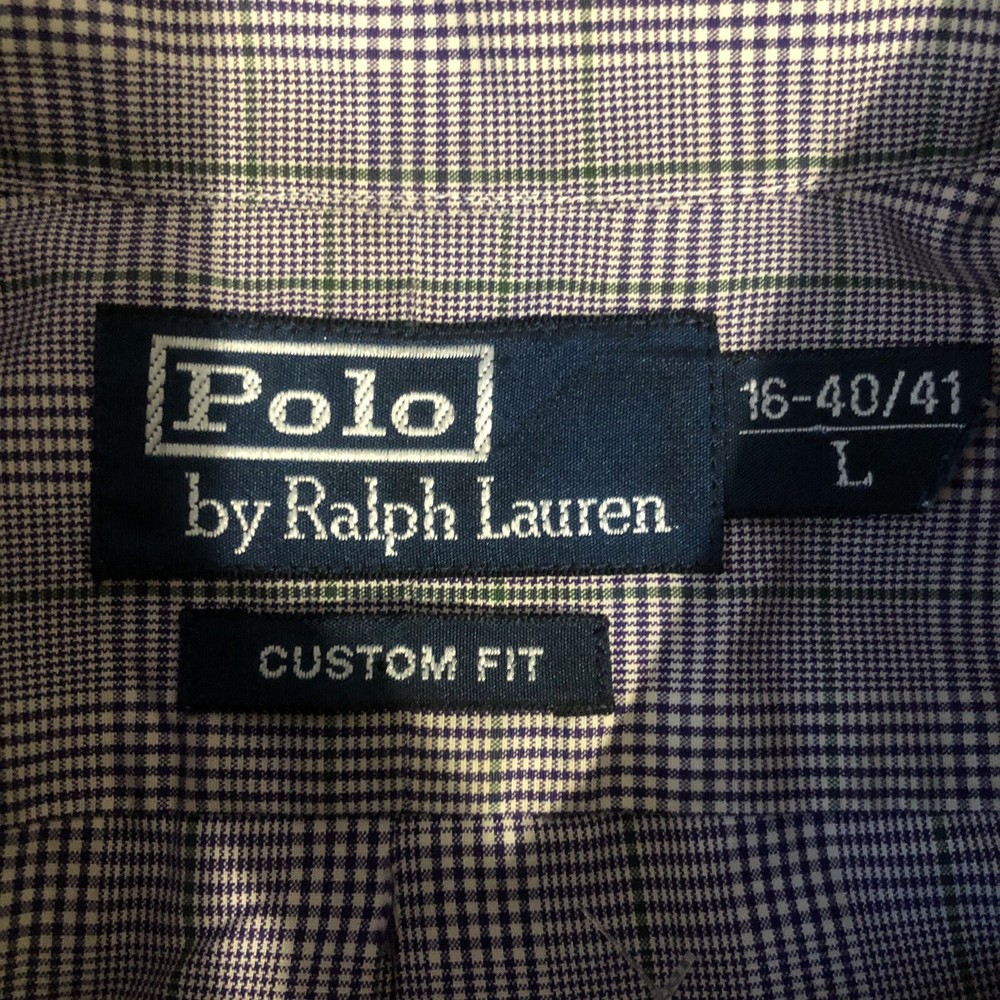 Polo
by Ralph Lauren
16-40/41
L
CUSTOM FIT